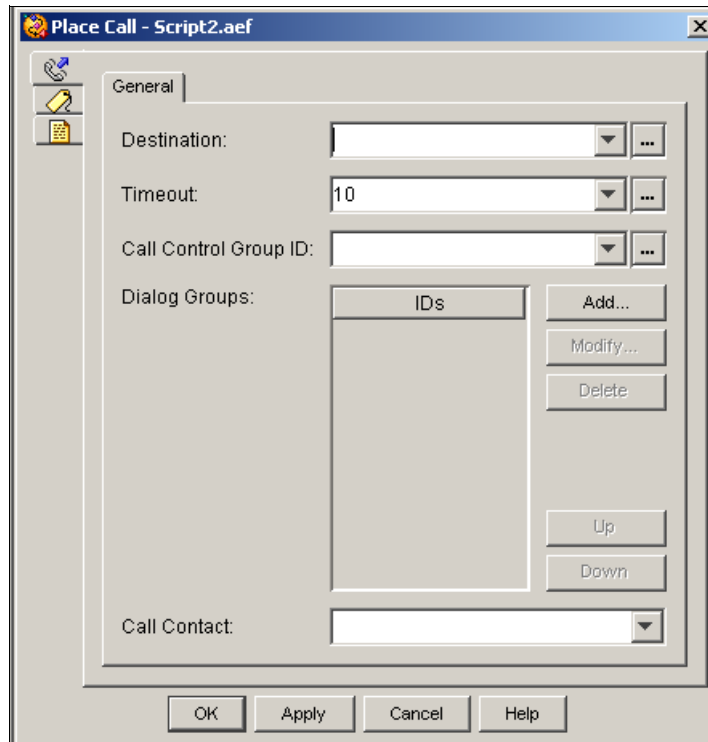 Place Call - Script2.aef
General
Destination:
...
Timeout:
10
...
Call Control Group ID:
...
Dialog Groups:
IDs
Add...
Modify...
Delete
Up
Down
Call Contact:
OK
Apply
Cancel
Help